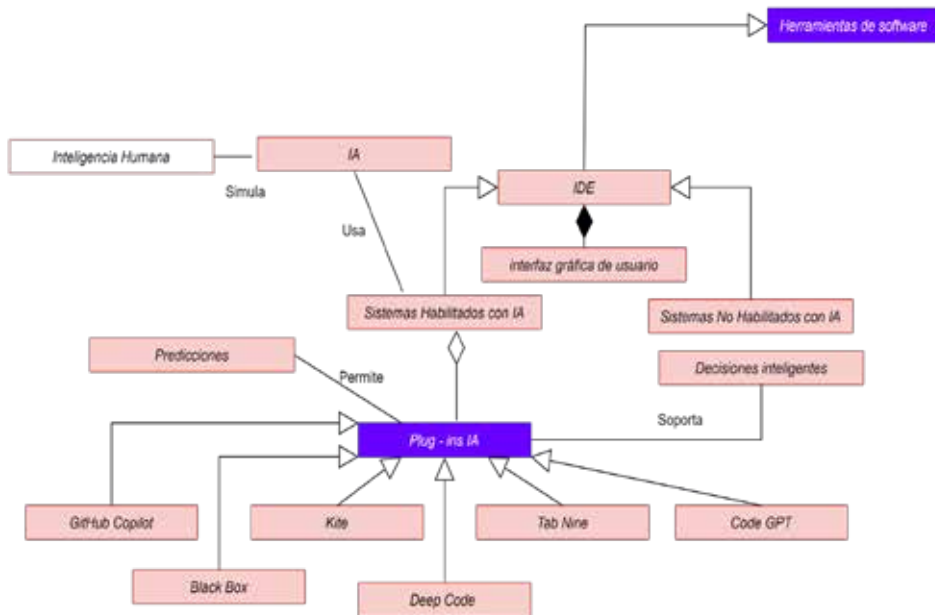 Herramientas de software
Inteligencia Humana
IA
Simula
IDE
Usa
interfaz gráfica de usuario
Sistemas Habilitados con IA
Sistemas No Habilitados con IA
Predicciones
Decisiones inteligentes
Permite
Soporta
Plug - ins IA
GitHub Copilot
Kite
Tab Nine
Code GPT
Black Box
Deep Code